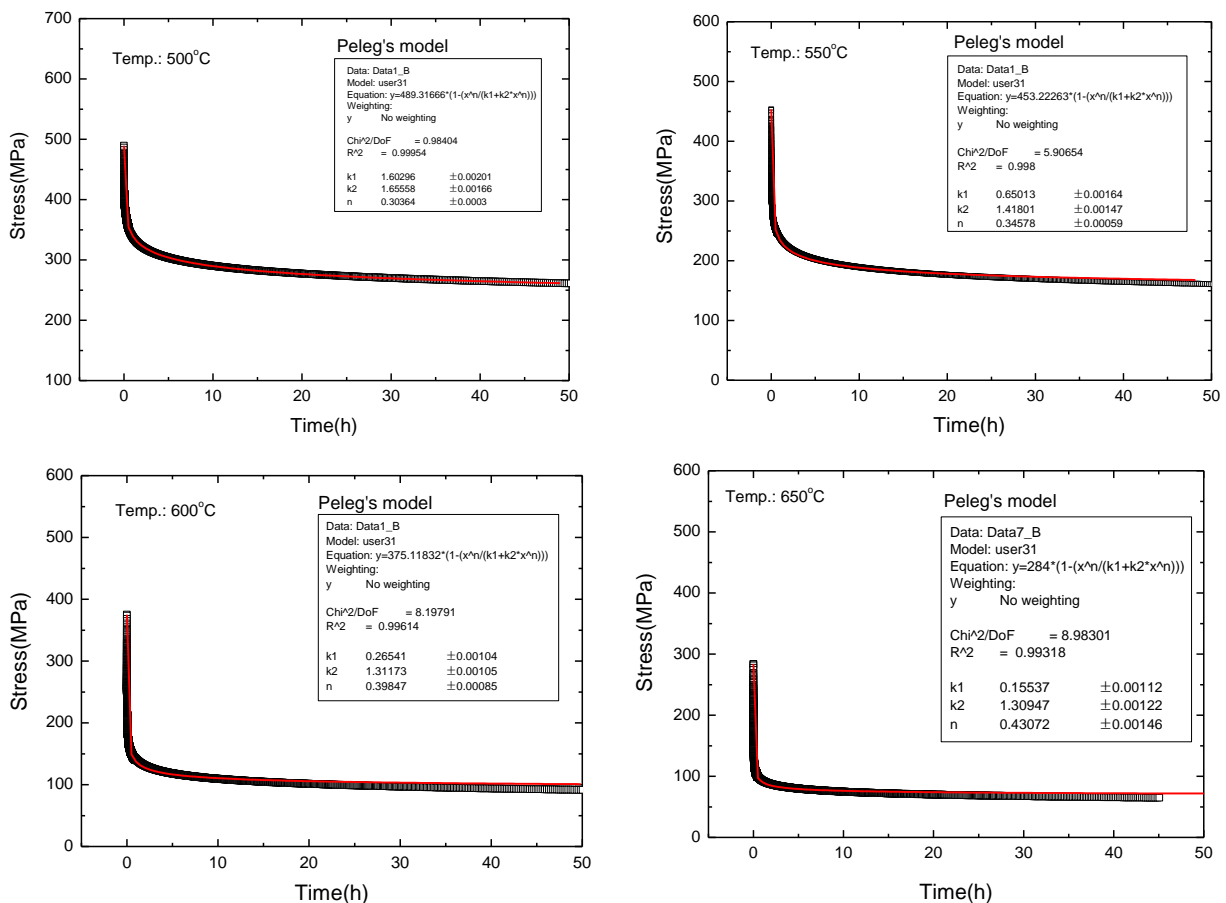 Peleg's model
Temp.: 500°C
Data: Data1_B
Model: user31
Equation: y=489.31666*(1-(x^n/(k1+k2*x^n)))
Weighting:
y No weighting
Chi^2/DoF = 0.98404
R^2 = 0.99954
k1 1.60296 ±0.00201
k2 1.65558 ±0.00166
n 0.30364 ±0.0003
700
600
500
400
300
200
100
Stress(MPa)
0 10 20 30 40 50
Time(h)
Peleg's model
Temp.: 550°C
Data: Data1_B
Model: user31
Equation: y=453.22263*(1-(x^n/(k1+k2*x^n)))
Weighting:
y No weighting
Chi^2/DoF = 5.90654
R^2 = 0.998
k1 0.65013 ±0.00164
k2 1.41801 ±0.00147
n 0.34578 ±0.00059
600
500
400
300
200
100
0
Stress(MPa)
0 10 20 30 40 50
Time(h)
Peleg's model
Temp.: 600°C
Data: Data1_B
Model: user31
Equation: y=375.11832*(1-(x^n/(k1+k2*x^n)))
Weighting:
y No weighting
Chi^2/DoF = 8.19791
R^2 = 0.99614
k1 0.26541 ±0.00104
k2 1.31173 ±0.00105
n 0.39847 ±0.00085
600
500
400
300
200
100
0
Stress(MPa)
0 10 20 30 40 50
Time(h)
Peleg's model
Temp.: 650°C
Data: Data7_B
Model: user31
Equation: y=284*(1-(x^n/(k1+k2*x^n)))
Weighting:
y No weighting
Chi^2/DoF = 8.98301
R^2 = 0.99318
k1 0.15537 ±0.00112
k2 1.30947 ±0.00122
n 0.43072 ±0.00146
600
500
400
300
200
100
0
Stress(MPa)
0 10 20 30 40 50
Time(h)